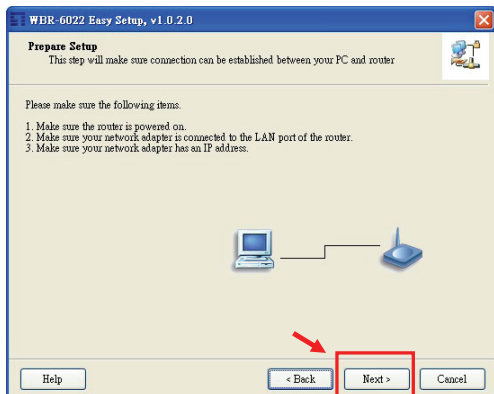 WBR-6022 Easy Setup, v1.0.2.0
Prepare Setup
This step will make sure connection can be established between your PC and router
Please make sure the following items.
1. Make sure the router is powered on.
2. Make sure your network adapter is connected to the LAN port of the router.
3. Make sure your network adapter has an IP address.
Help
< Back
Next >
Cancel